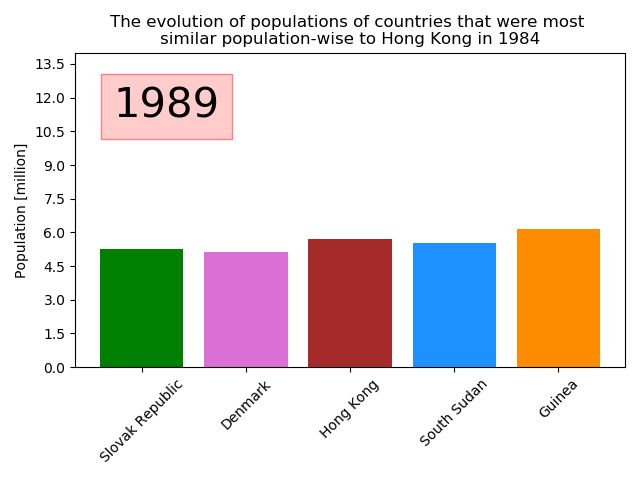 The evolution of populations of countries that were most
similar population-wise to Hong Kong in 1984
1989
Population [million]
13.5
12.0
10.5
9.0
7.5
6.0
4.5
3.0
1.5
0.0
Slovak Republic
Denmark
Hong Kong
South Sudan
Guinea